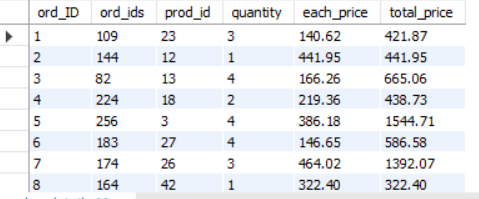 ord_ID ord_ids prod_id quantity each_price total_price
1 109 23 3 140.62 421.87
2 144 12 1 441.95 441.95
3 82 13 4 166.26 665.06
4 224 18 2 219.36 438.73
5 256 3 4 386.18 1544.71
6 183 27 4 146.65 586.58
7 174 26 3 464.02 1392.07
8 164 42 1 322.40 322.40